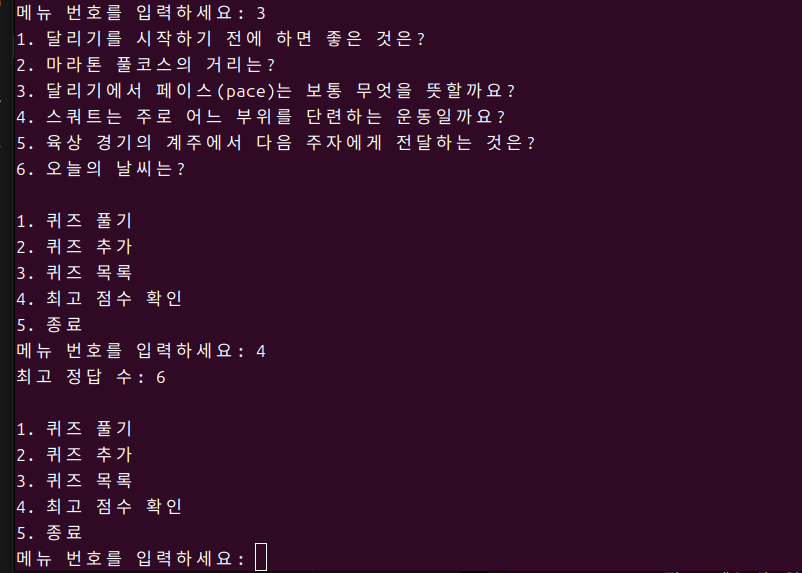 메뉴 번호를 입력하세요: 3
1. 달리기를 시작하기 전에 하면 좋은 것은?
2. 마라톤 풀코스의 거리는?
3. 달리기에서 페이스(pace)는 보통 무엇을 뜻할까요?
4. 스쿼트는 주로 어느 부위를 단련하는 운동일까요?
5. 육상 경기의 계주에서 다음 주자에게 전달하는 것은?
6. 오늘의 날씨는?
1. 퀴즈 풀기
2. 퀴즈 추가
3. 퀴즈 목록
4. 최고 점수 확인
5. 종료
메뉴 번호를 입력하세요: 4
최고 정답 수: 6
1. 퀴즈 풀기
2. 퀴즈 추가
3. 퀴즈 목록
4. 최고 점수 확인
5. 종료
메뉴 번호를 입력하세요: